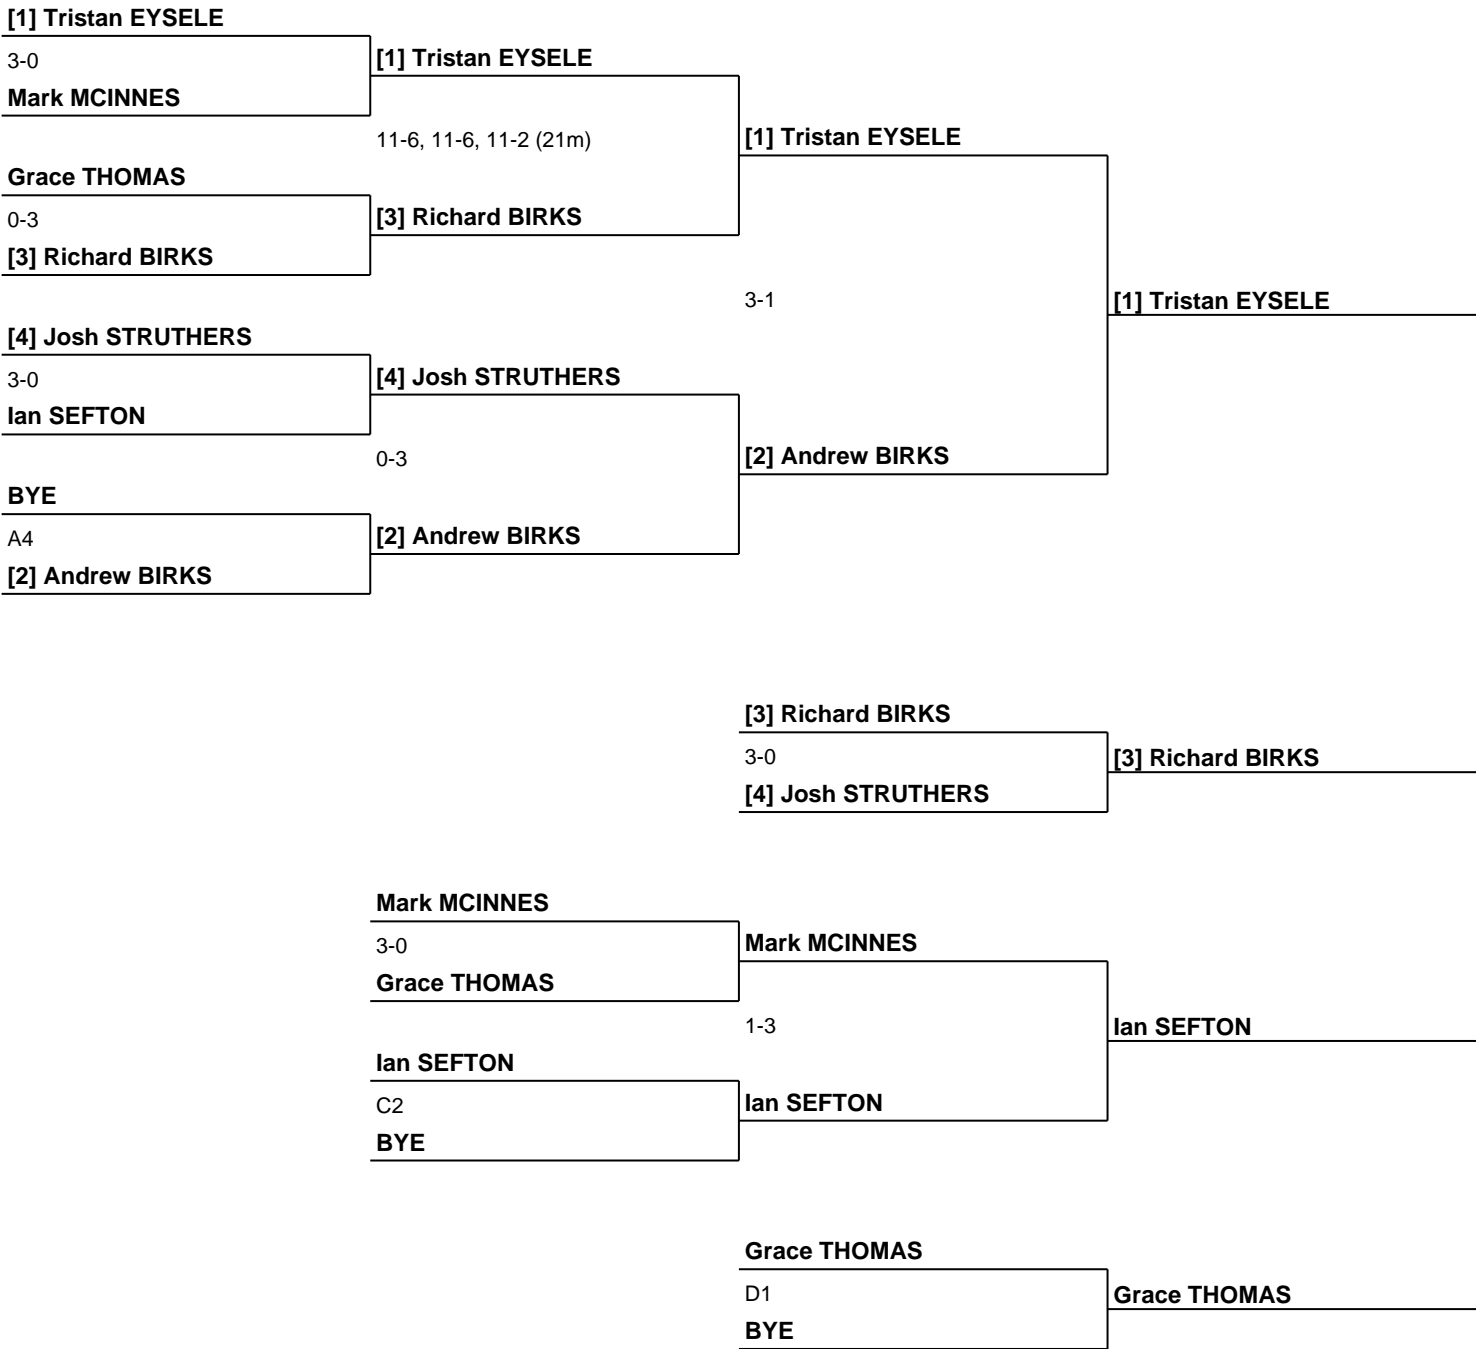 [1] Tristan EYSELE
3-0
Mark MCINNES
[1] Tristan EYSELE
11-6, 11-6, 11-2 (21m)
Grace THOMAS
0-3
[3] Richard BIRKS
[3] Richard BIRKS
[1] Tristan EYSELE
3-1
[1] Tristan EYSELE
[4] Josh STRUTHERS
3-0
Ian SEFTON
[4] Josh STRUTHERS
0-3
BYE
A4
[2] Andrew BIRKS
[2] Andrew BIRKS
[2] Andrew BIRKS
[3] Richard BIRKS
3-0
[4] Josh STRUTHERS
[3] Richard BIRKS
Mark MCINNES
3-0
Grace THOMAS
Mark MCINNES
1-3
Ian SEFTON
Ian SEFTON
C2
BYE
Ian SEFTON
Grace THOMAS
D1
BYE
Grace THOMAS